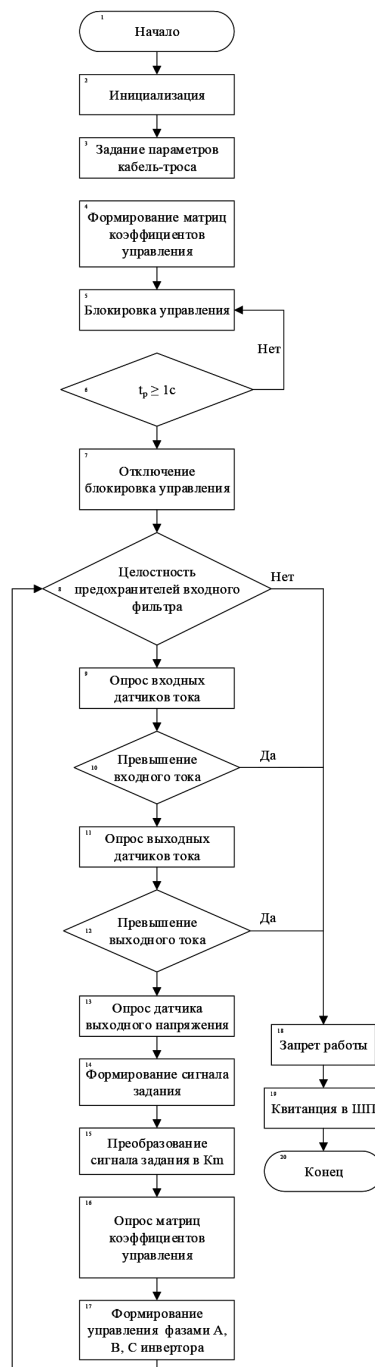 1
Начало
2
Инициализация
3
Задание параметров
кабель-троса
4
Формирование матриц
коэффициентов
управления
5
Блокировка управления
Нет
6
tp ≥ 1c
7
Отключение
блокировка управления
8
Целостность
предохранителей входного
фильтра
Нет
9
Опрос входных
датчиков тока
10
Превышение
входного тока
Да
11
Опрос выходных
датчиков тока
12
Превышение
выходного тока
Да
13
Опрос датчика
выходного напряжения
14
Формирование сигнала
задания
15
Преобразование
сигнала задания в Km
16
Опрос матриц
коэффициентов
управления
17
Формирование
управления фазами А,
В, С инвертора
18
Запрет работы
19
Квитанция в ШП
20
Конец